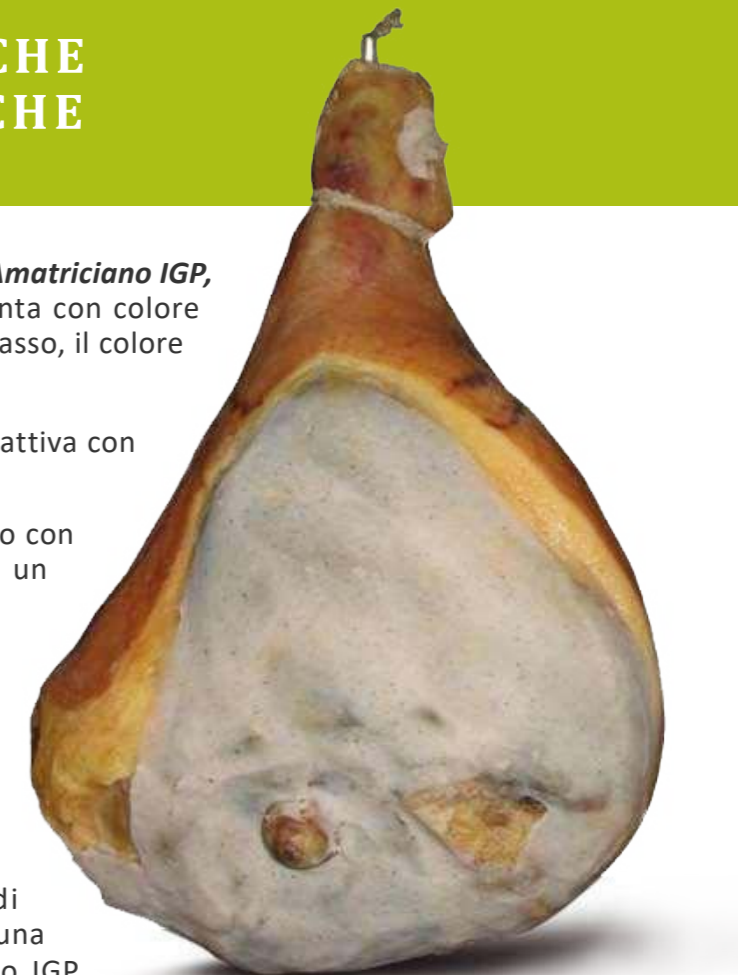 CHE
CHE
Amatriciano IGP,
nta con colore
asso, il colore
attiva con
o con
un
di
una
o IGP